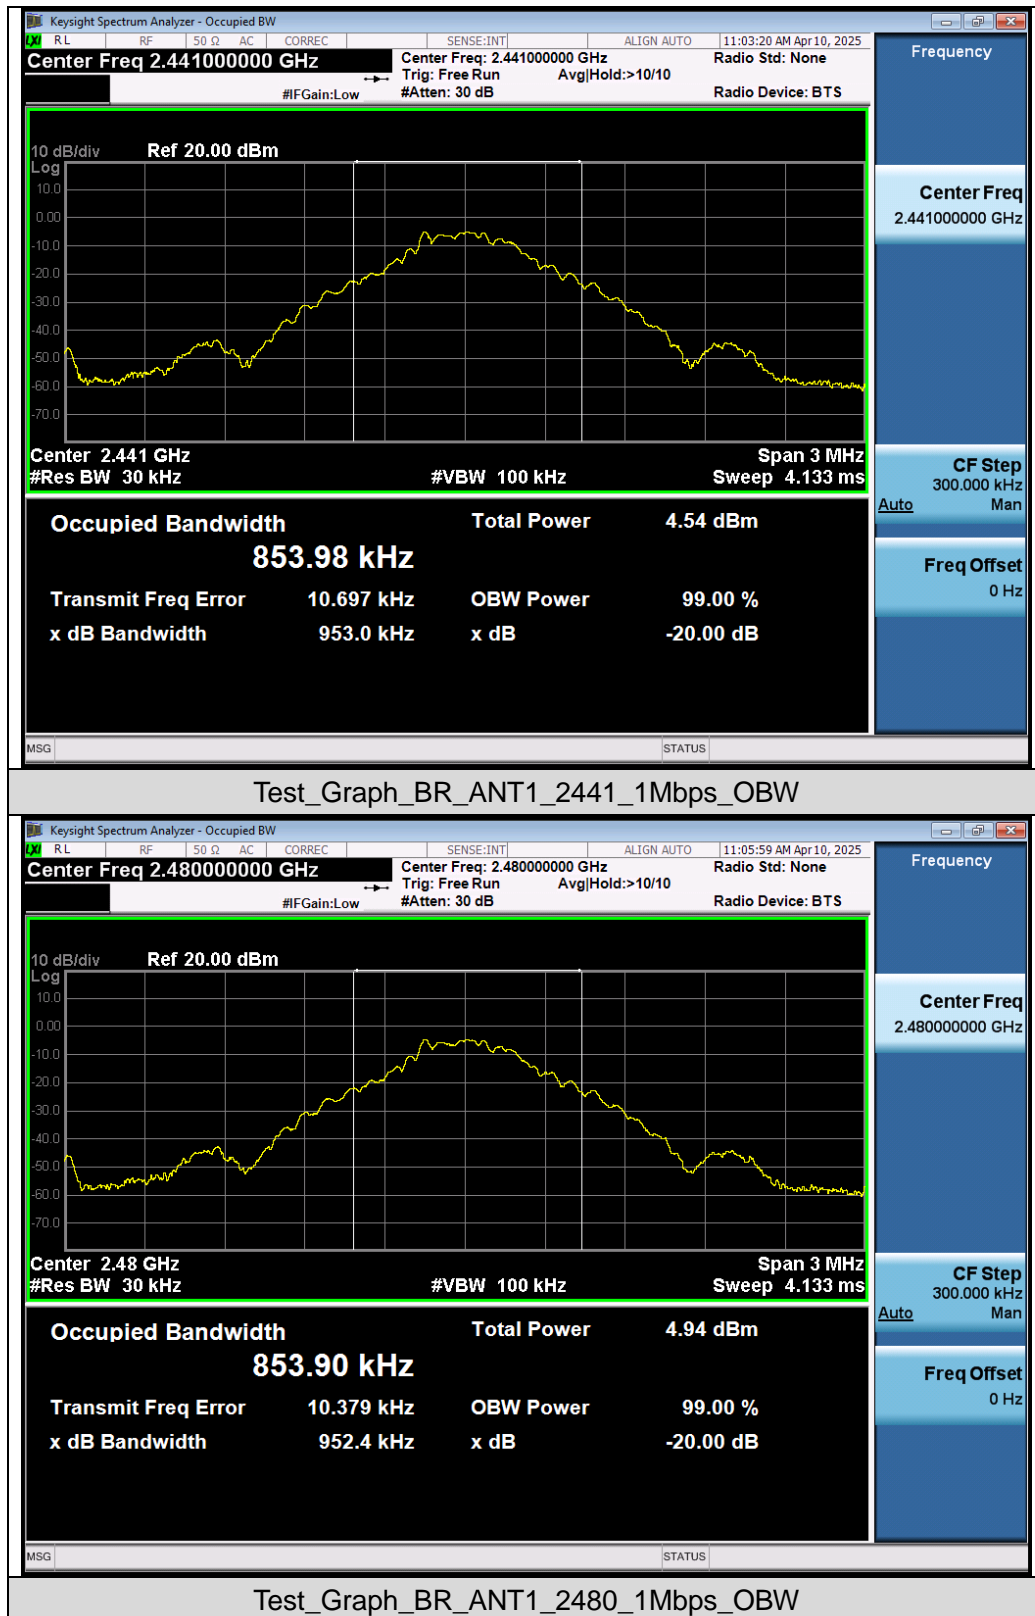 Keysight Spectrum Analyzer - Occupied BW
LXI RL RF 50 Ω AC CORREC SENSE:INT ALIGN AUTO 11:03:20 AM Apr 10, 2025
Center Freq 2.441000000 GHz
Center Freq: 2.441000000 GHz
Radio Std: None
Trig: Free Run Avg|Hold:>10/10
#IFGain:Low
#Atten: 30 dB
Radio Device: BTS
Frequency
10 dB/div Ref 20.00 dBm
Log
10.0
0.00
-10.0
-20.0
-30.0
-40.0
-50.0
-60.0
-70.0
Center Freq
2.441000000 GHz
Center 2.441 GHz Span 3 MHz
#Res BW 30 kHz #VBW 100 kHz Sweep 4.133 ms
CF Step
300.000 kHz
Auto Man
Freq Offset
0 Hz
Occupied Bandwidth Total Power 4.54 dBm
853.98 kHz
Transmit Freq Error 10.697 kHz OBW Power 99.00 %
x dB Bandwidth 953.0 kHz x dB -20.00 dB
MSG STATUS
Test_Graph_BR_ANT1_2441_1Mbps_OBW
Keysight Spectrum Analyzer - Occupied BW
LXI RL RF 50 Ω AC CORREC SENSE:INT ALIGN AUTO 11:05:59 AM Apr 10, 2025
Center Freq 2.480000000 GHz
Center Freq: 2.480000000 GHz
Radio Std: None
Trig: Free Run Avg|Hold:>10/10
#IFGain:Low
#Atten: 30 dB
Radio Device: BTS
Frequency
10 dB/div Ref 20.00 dBm
Log
10.0
0.00
-10.0
-20.0
-30.0
-40.0
-50.0
-60.0
-70.0
Center Freq
2.480000000 GHz
Center 2.48 GHz Span 3 MHz
#Res BW 30 kHz #VBW 100 kHz Sweep 4.133 ms
CF Step
300.000 kHz
Auto Man
Freq Offset
0 Hz
Occupied Bandwidth Total Power 4.94 dBm
853.90 kHz
Transmit Freq Error 10.379 kHz OBW Power 99.00 %
x dB Bandwidth 952.4 kHz x dB -20.00 dB
MSG STATUS
Test_Graph_BR_ANT1_2480_1Mbps_OBW